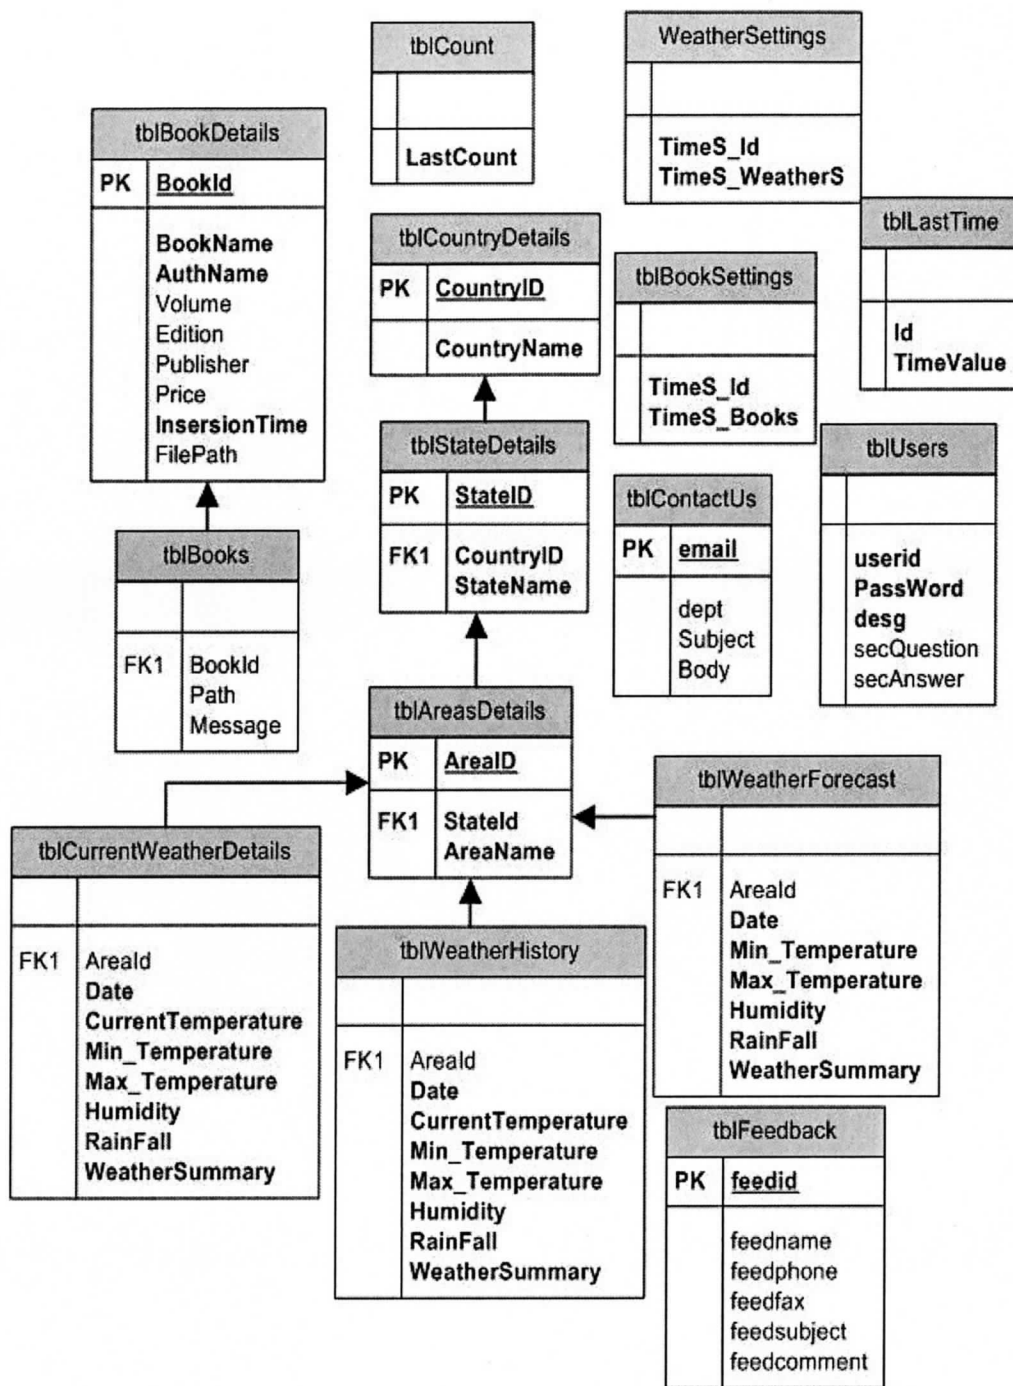 tblCount
LastCount
WeatherSettings
TimeS_Id
TimeS_WeatherS
tblBookDetails
PK BookId
BookName
AuthName
Volume
Edition
Publisher
Price
InsersionTime
FilePath
tblCountryDetails
PK CountryID
CountryName
tblBookSettings
TimeS_Id
TimeS_Books
tblLastTime
Id
TimeValue
tblStateDetails
PK StateID
FK1 CountryID
StateName
tblContactUs
PK email
dept
Subject
Body
tblUsers
userid
PassWord
desg
secQuestion
secAnswer
tblBooks
FK1 BookId
Path
Message
tblAreasDetails
PK AreaID
FK1 StateId
AreaName
tblWeatherForecast
FK1 AreaId
Date
Min_Temperature
Max_Temperature
Humidity
RainFall
WeatherSummary
tblCurrentWeatherDetails
FK1 AreaId
Date
CurrentTemperature
Min_Temperature
Max_Temperature
Humidity
RainFall
WeatherSummary
tblWeatherHistory
FK1 AreaId
Date
CurrentTemperature
Min_Temperature
Max_Temperature
Humidity
RainFall
WeatherSummary
tblFeedback
PK feedid
feedname
feedphone
feedfax
feedsubject
feedcomment